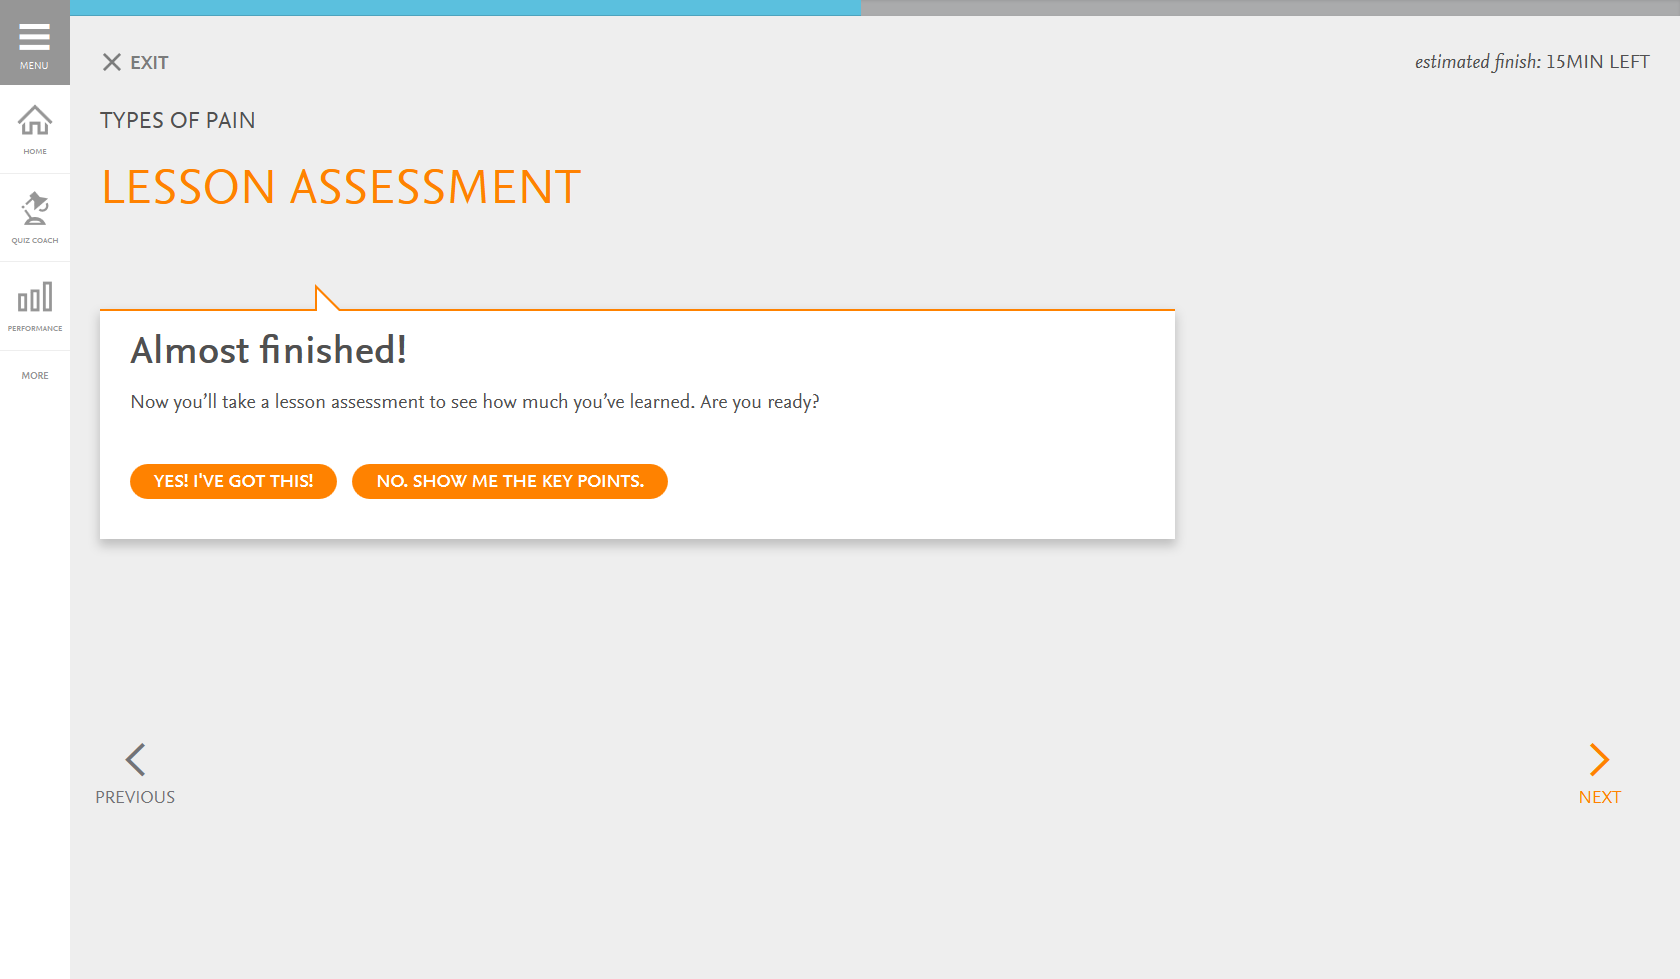 MENU
HOME
QUIZ COACH
PERFORMANCE
MORE
EXIT
estimated finish: 15MIN LEFT
TYPES OF PAIN
LESSON ASSESSMENT
Almost finished!
Now you’ll take a lesson assessment to see how much you’ve learned. Are you ready?
YES! I'VE GOT THIS!
NO. SHOW ME THE KEY POINTS.
PREVIOUS
NEXT